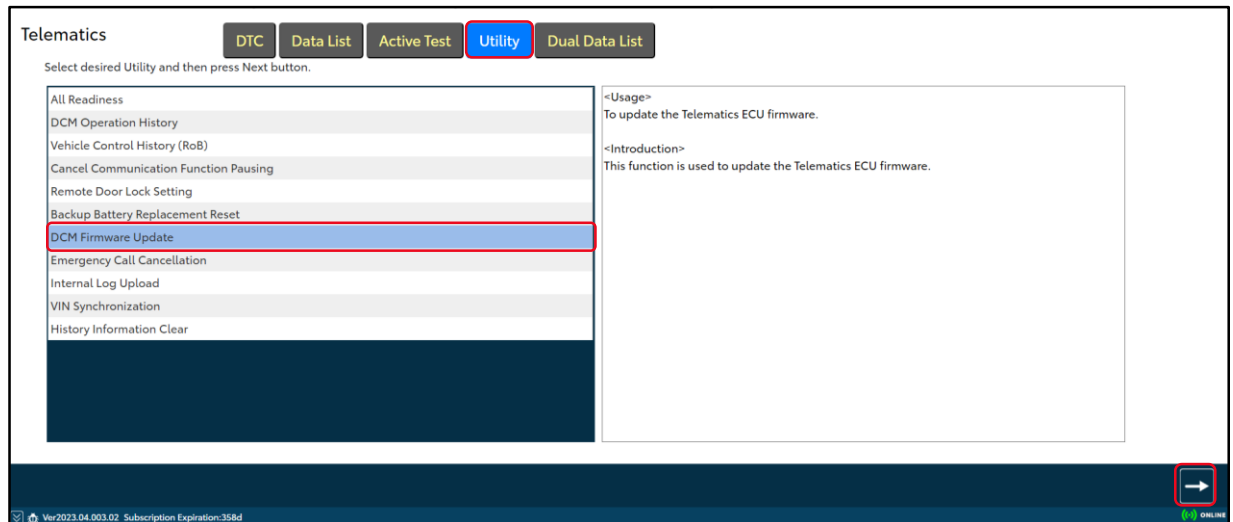 Telematics
DTC
Data List
Active Test
Utility
Dual Data List
Select desired Utility and then press Next button.
All Readiness
DCM Operation History
Vehicle Control History (RoB)
Cancel Communication Function Pausing
Remote Door Lock Setting
Backup Battery Replacement Reset
DCM Firmware Update
Emergency Call Cancellation
Internal Log Upload
VIN Synchronization
History Information Clear
<Usage>
To update the Telematics ECU firmware.
<Introduction>
This function is used to update the Telematics ECU firmware.
Ver2023.04.003.02 Subscription Expiration:358d
ONLINE